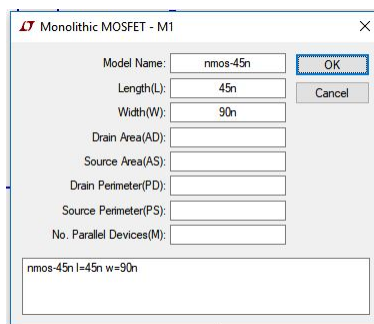 Monolithic MOSFET - M1
Model Name: nmos-45n OK
Length(L): 45n Cancel
Width(W): 90n
Drain Area(AD):
Source Area(AS):
Drain Perimeter(PD):
Source Perimeter(PS):
No. Parallel Devices(M):
nmos-45n l=45n w=90n